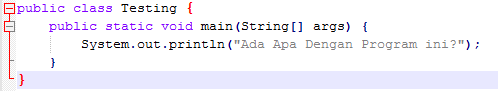 public class Testing {
    public static void main(String[] args) {
        System.out.println("Ada Apa Dengan Program ini?");
    }
}